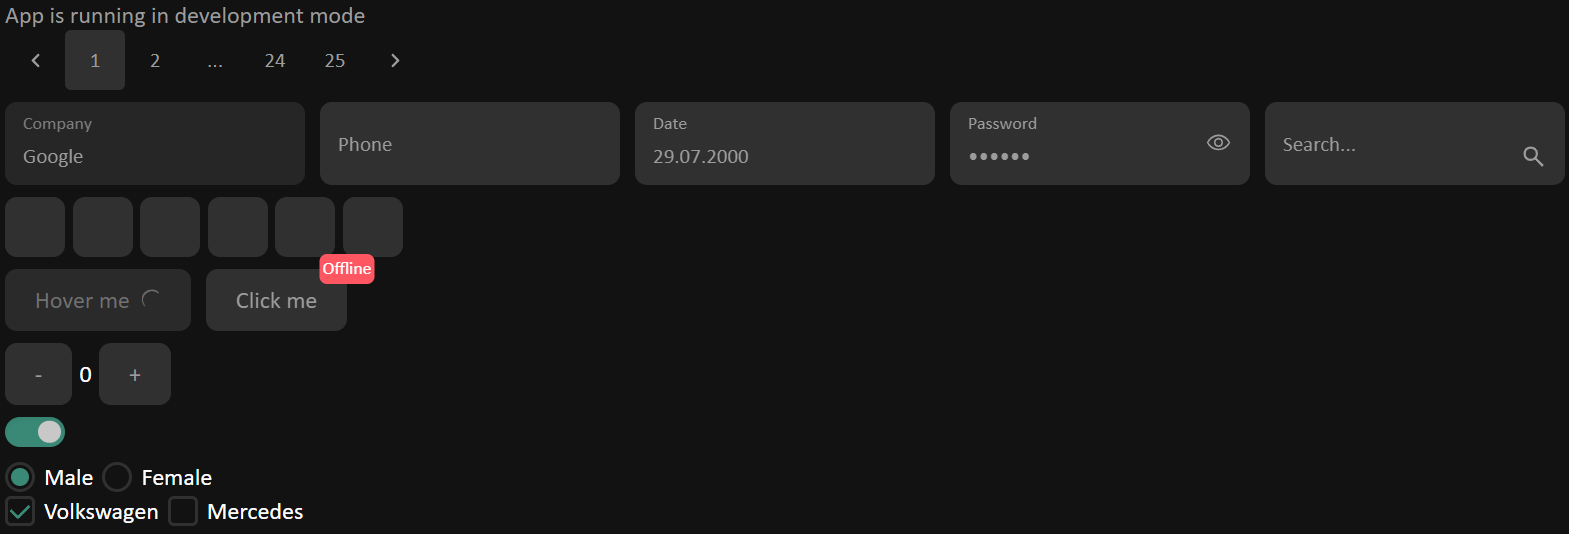 App is running in development mode
1 2 ... 24 25
Company Phone Date Password Search...
Google 29.07.2000 ••••••
Offline
Hover me Click me
- 0 +
Male Female
Volkswagen Mercedes